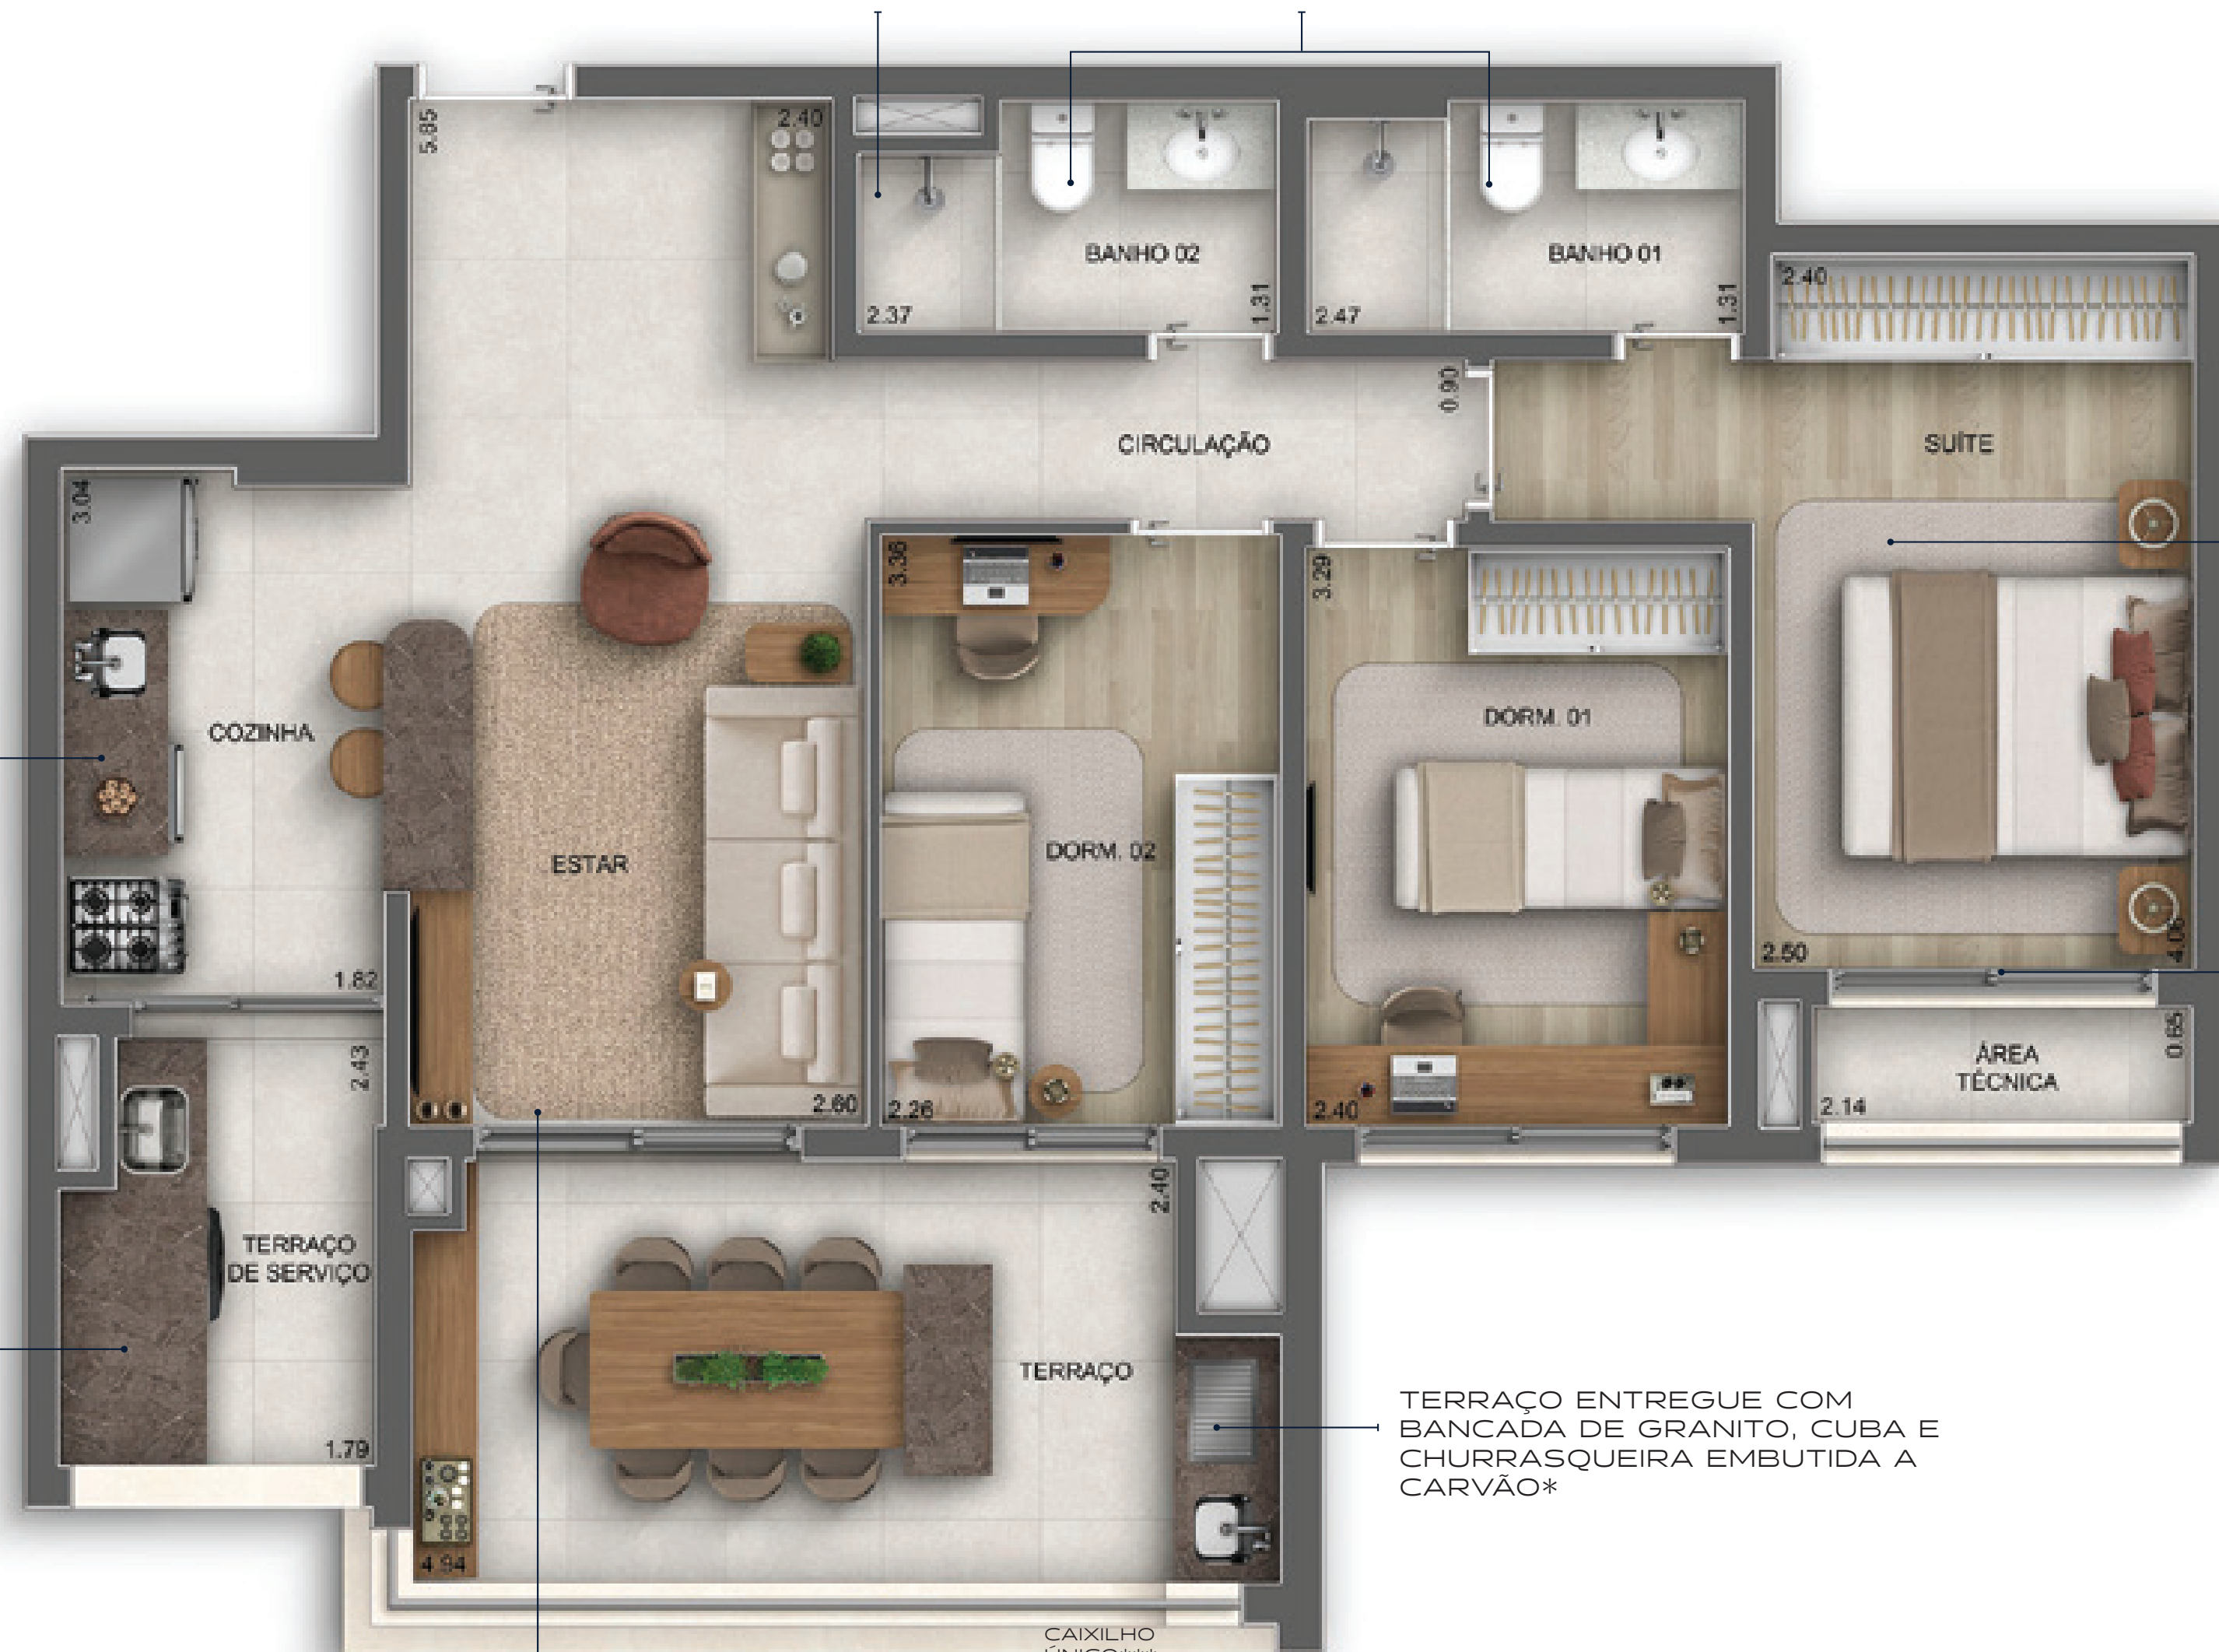 5.85
2.40
BANHO 02
2.37
1.31
BANHO 01
2.47
1.31
2.40
0.90
CIRCULAÇÃO
SUÍTE
3.04
3.36
3.29
COZINHA
DORM. 01
ESTAR
DORM. 02
1.82
2.50
4.06
2.43
2.60
2.26
2.40
ÁREA
TÉCNICA
0.65
2.14
2.40
TERRAÇO
DE SERVIÇO
TERRAÇO
1.79
4.94
TERRAÇO ENTREGUE COM
BANCADA DE GRANITO, CUBA E
CHURRASQUEIRA EMBUTIDA A
CARVÃO*
CAIXILHO
ÚNICO***